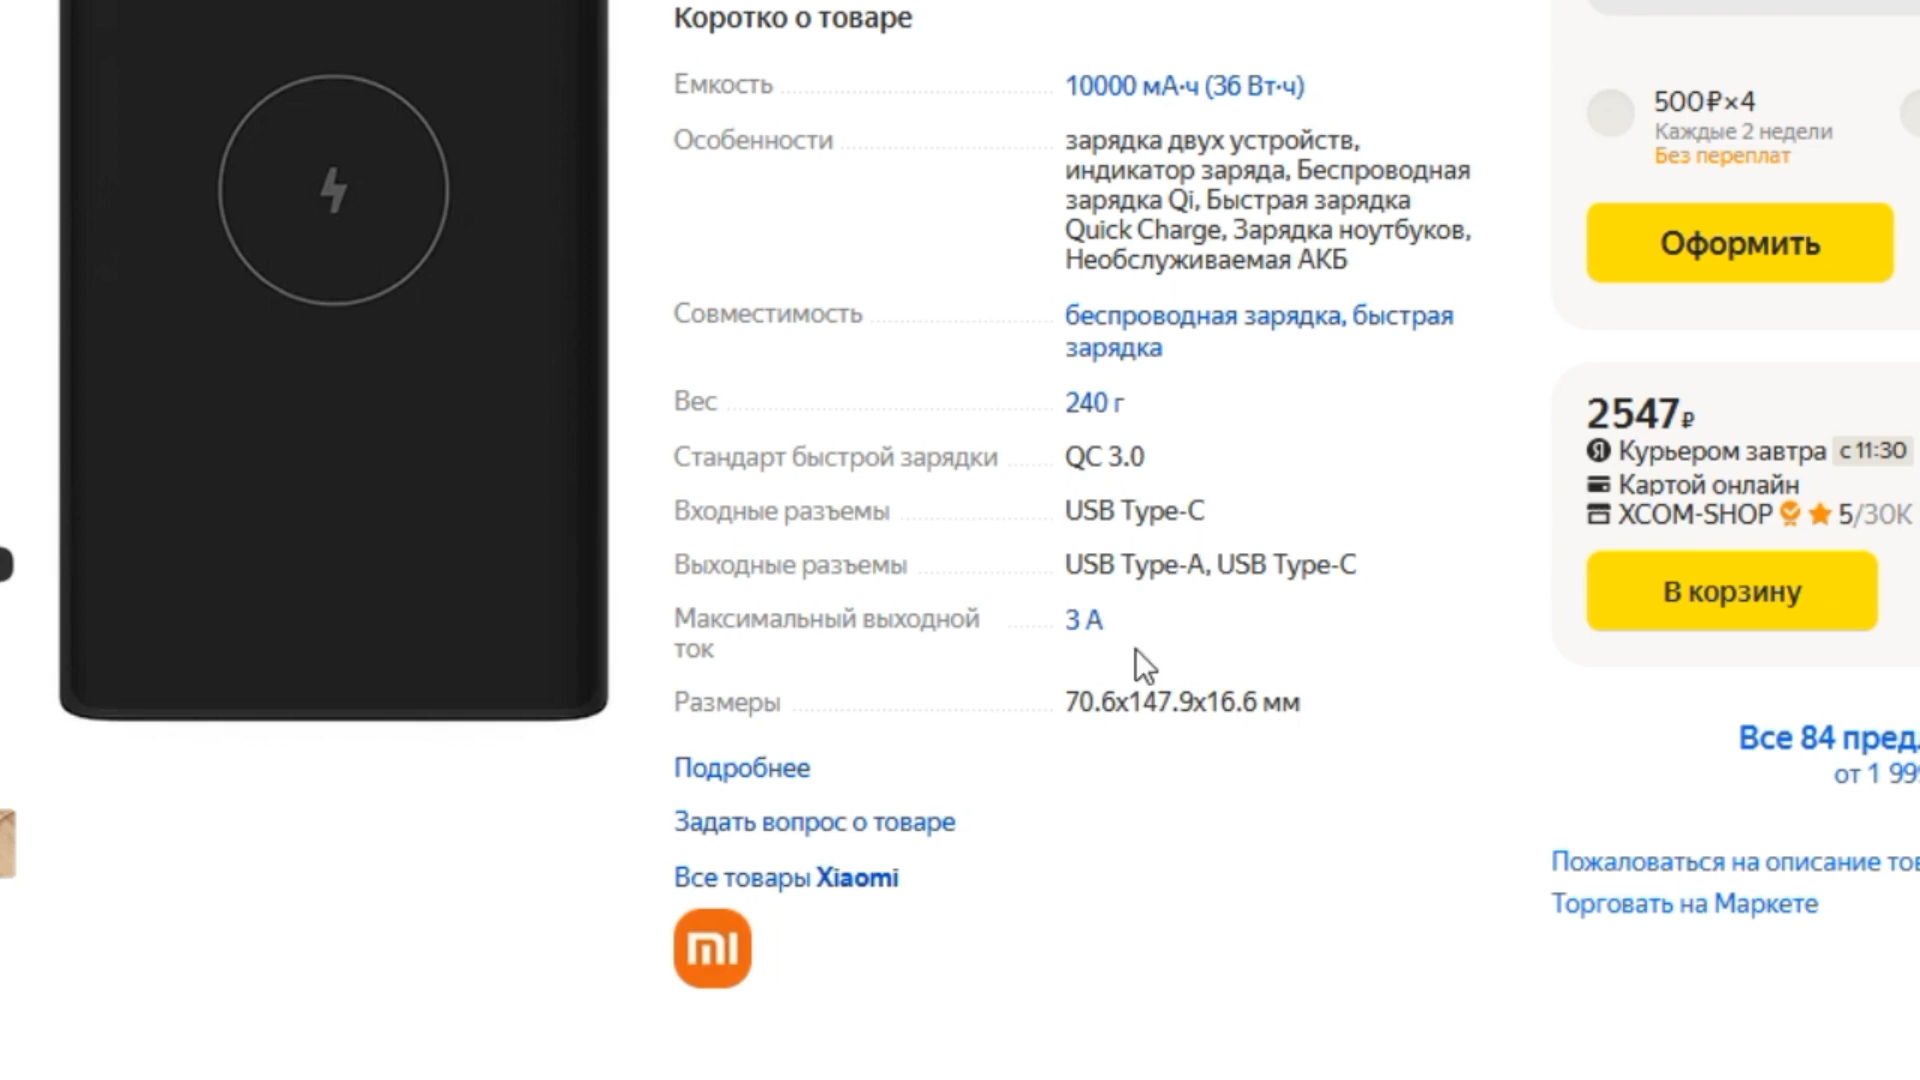 Коротко о товаре
Емкость
10000 мА·ч (36 Вт·ч)
Особенности
зарядка двух устройств,
индикатор заряда, Беспроводная
зарядка Qi, Быстрая зарядка
Quick Charge, Зарядка ноутбуков,
Необслуживаемая АКБ
Совместимость
беспроводная зарядка, быстрая
зарядка
Вес
240 г
Стандарт быстрой зарядки
QC 3.0
Входные разъемы
USB Type-C
Выходные разъемы
USB Type-A, USB Type-C
Максимальный выходной
ток
3 А
Размеры
70.6x147.9x16.6 мм
Подробнее
Задать вопрос о товаре
Все товары Xiaomi
mi
500₽×4
Каждые 2 недели
Без переплат
Оформить
2547₽
Я Курьером завтра с 11:30
Картой онлайн
XCOM-SHOP 5/30K
В корзину
Все 84
от 1
Пожаловаться на описание
Торговать на Маркете